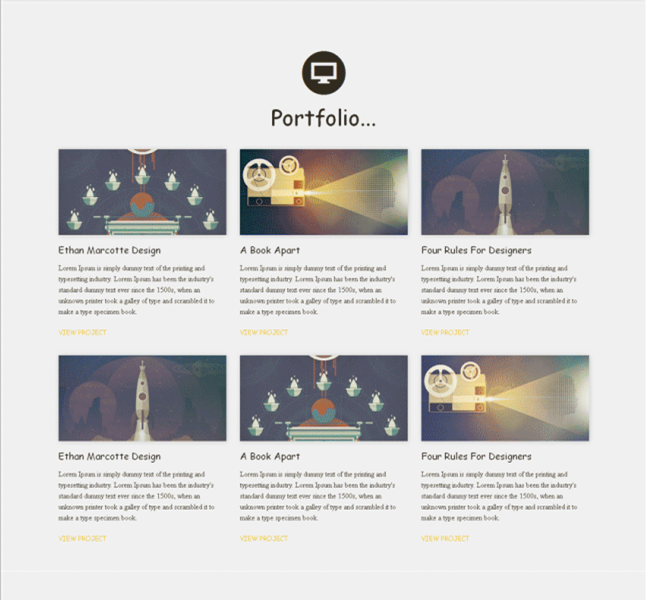 Portfolio...
Ethan Marcotte Design
Lorem Ipsum is simply dummy text of the printing and
typesetting industry. Lorem Ipsum has been the industry's
standard dummy text ever since the 1500s, when an
unknown printer took a galley of type and scrambled it to
make a type specimen book.
VIEW PROJECT
A Book Apart
Lorem Ipsum is simply dummy text of the printing and
typesetting industry. Lorem Ipsum has been the industry's
standard dummy text ever since the 1500s, when an
unknown printer took a galley of type and scrambled it to
make a type specimen book.
VIEW PROJECT
Four Rules For Designers
Lorem Ipsum is simply dummy text of the printing and
typesetting industry. Lorem Ipsum has been the industry's
standard dummy text ever since the 1500s, when an
unknown printer took a galley of type and scrambled it to
make a type specimen book.
VIEW PROJECT
Ethan Marcotte Design
Lorem Ipsum is simply dummy text of the printing and
typesetting industry. Lorem Ipsum has been the industry's
standard dummy text ever since the 1500s, when an
unknown printer took a galley of type and scrambled it to
make a type specimen book.
VIEW PROJECT
A Book Apart
Lorem Ipsum is simply dummy text of the printing and
typesetting industry. Lorem Ipsum has been the industry's
standard dummy text ever since the 1500s, when an
unknown printer took a galley of type and scrambled it to
make a type specimen book.
VIEW PROJECT
Four Rules For Designers
Lorem Ipsum is simply dummy text of the printing and
typesetting industry. Lorem Ipsum has been the industry's
standard dummy text ever since the 1500s, when an
unknown printer took a galley of type and scrambled it to
make a type specimen book.
VIEW PROJECT